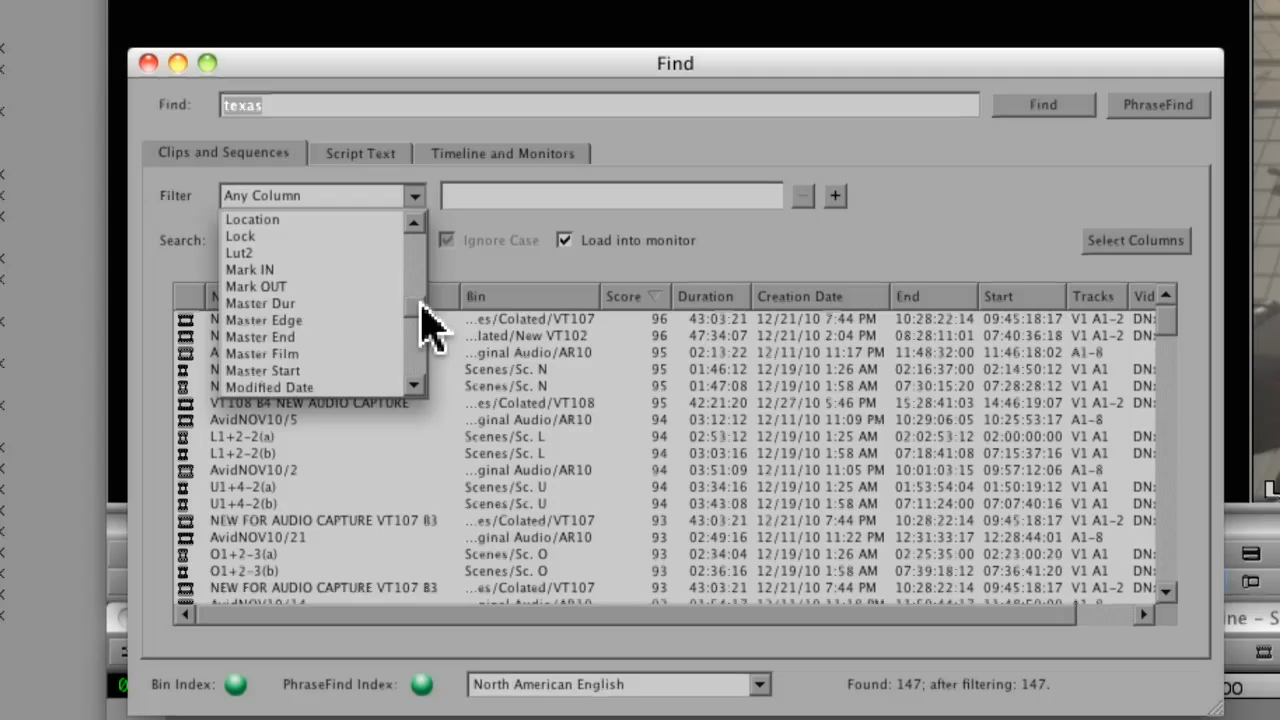 Find
Find: texas Find PhraseFind
Clips and Sequences Script Text Timeline and Monitors
Filter Any Column - +
Location
Lock
Search: Ignore Case Load into monitor Select Columns
Lut2
Mark IN
Mark OUT
N Bin Score Duration Creation Date End Start Tracks Vid
Master Dur
Master Edge
Master End
Master Film
Master Start
Modified Date
N ...es/Colated/VT107 96 43:03:21 12/21/10 7:44 PM 10:28:22:14 09:45:18:17 V1 A1-2 DN:
N ...lated/New VT102 96 47:34:07 12/21/10 2:04 PM 08:28:11:01 07:40:36:18 V1 A1-2 DN:
A ...ginal Audio/AR10 95 02:13:22 12/11/10 11:17 PM 11:48:32:00 11:46:18:02 A1-8
N Scenes/Sc. N 95 01:46:12 12/19/10 1:26 AM 02:16:37:00 02:14:50:12 V1 A1 DN:
N Scenes/Sc. N 95 01:47:08 12/19/10 1:58 AM 07:30:15:20 07:28:28:12 V1 A1 DN:
VT108 B4 NEW AUDIO CAPTURE ...es/Colated/VT108 95 42:21:20 12/27/10 5:46 PM 15:28:41:03 14:46:19:07 V1 A1-2 DN:
AvidNOV10/5 ...ginal Audio/AR10 94 03:12:12 12/11/10 11:09 PM 10:29:06:05 10:25:53:17 A1-8
L1+2-2(a) Scenes/Sc. L 94 02:53:12 12/19/10 1:25 AM 02:02:53:12 02:00:00:00 V1 A1 DN:
L1+2-2(b) Scenes/Sc. L 94 03:03:16 12/19/10 1:58 AM 07:18:41:08 07:15:37:16 V1 A1 DN:
AvidNOV10/2 ...ginal Audio/AR10 94 03:51:09 12/11/10 11:05 PM 10:01:03:15 09:57:12:06 A1-8
U1+4-2(a) Scenes/Sc. U 94 03:34:16 12/19/10 1:25 AM 01:53:54:04 01:50:19:12 V1 A1 DN:
U1+4-2(b) Scenes/Sc. U 94 03:43:08 12/19/10 1:58 AM 07:11:24:00 07:07:40:16 V1 A1 DN:
NEW FOR AUDIO CAPTURE VT107 B3 ...es/Colated/VT107 93 43:03:21 12/21/10 7:44 PM 10:28:22:14 09:45:18:17 V1 A1-2 DN:
AvidNOV10/21 ...ginal Audio/AR10 93 02:49:16 12/11/10 11:22 PM 12:31:33:17 12:28:44:01 A1-8
O1+2-3(a) Scenes/Sc. O 93 02:34:04 12/19/10 1:26 AM 02:25:35:00 02:23:00:20 V1 A1 DN:
O1+2-3(b) Scenes/Sc. O 93 02:36:16 12/19/10 1:58 AM 07:39:18:12 07:36:41:20 V1 A1 DN:
NEW FOR AUDIO CAPTURE VT107 B3 ...es/Colated/VT107 93 43:03:21 12/21/10 7:44 PM 10:28:22:14 09:45:18:17 V1 A1-2 DN:
ine - S
Bin Index: PhraseFind Index: North American English Found: 147; after filtering: 147.